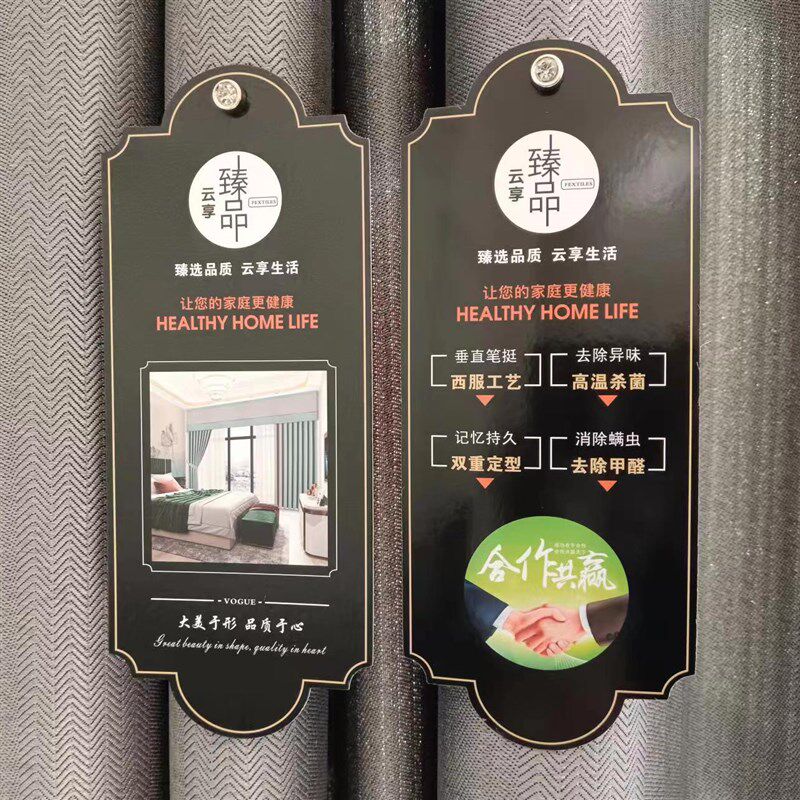 云享
臻品
FEXTILES
臻选品质 云享生活
让您的家庭更健康
HEALTHY HOME LIFE
VOGUE
大美于形 品质于心
Great beauty in shape, quality in heart
云享
臻品
FEXTILES
臻选品质 云享生活
让您的家庭更健康
HEALTHY HOME LIFE
垂直笔挺 去除异味
西服工艺 高温杀菌
记忆持久 消除螨虫
双重定型 去除甲醛
合作共赢